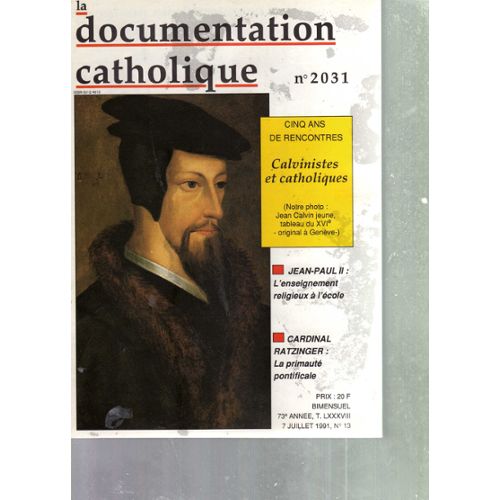 la
documentation
catholique
n° 2031
CINQ ANS
DE RENCONTRES
Calvinistes
et catholiques
(Notre photo :
Jean Calvin jeune,
tableau du XVIe
- original à Genève-)
JEAN-PAUL II :
L'enseignement
religieux à l'école
CARDINAL
RATZINGER :
La primauté
pontificale
PRIX : 20 F
BIMENSUEL
73e ANNÉE, T. LXXXVIII
7 JUILLET 1991, N° 13